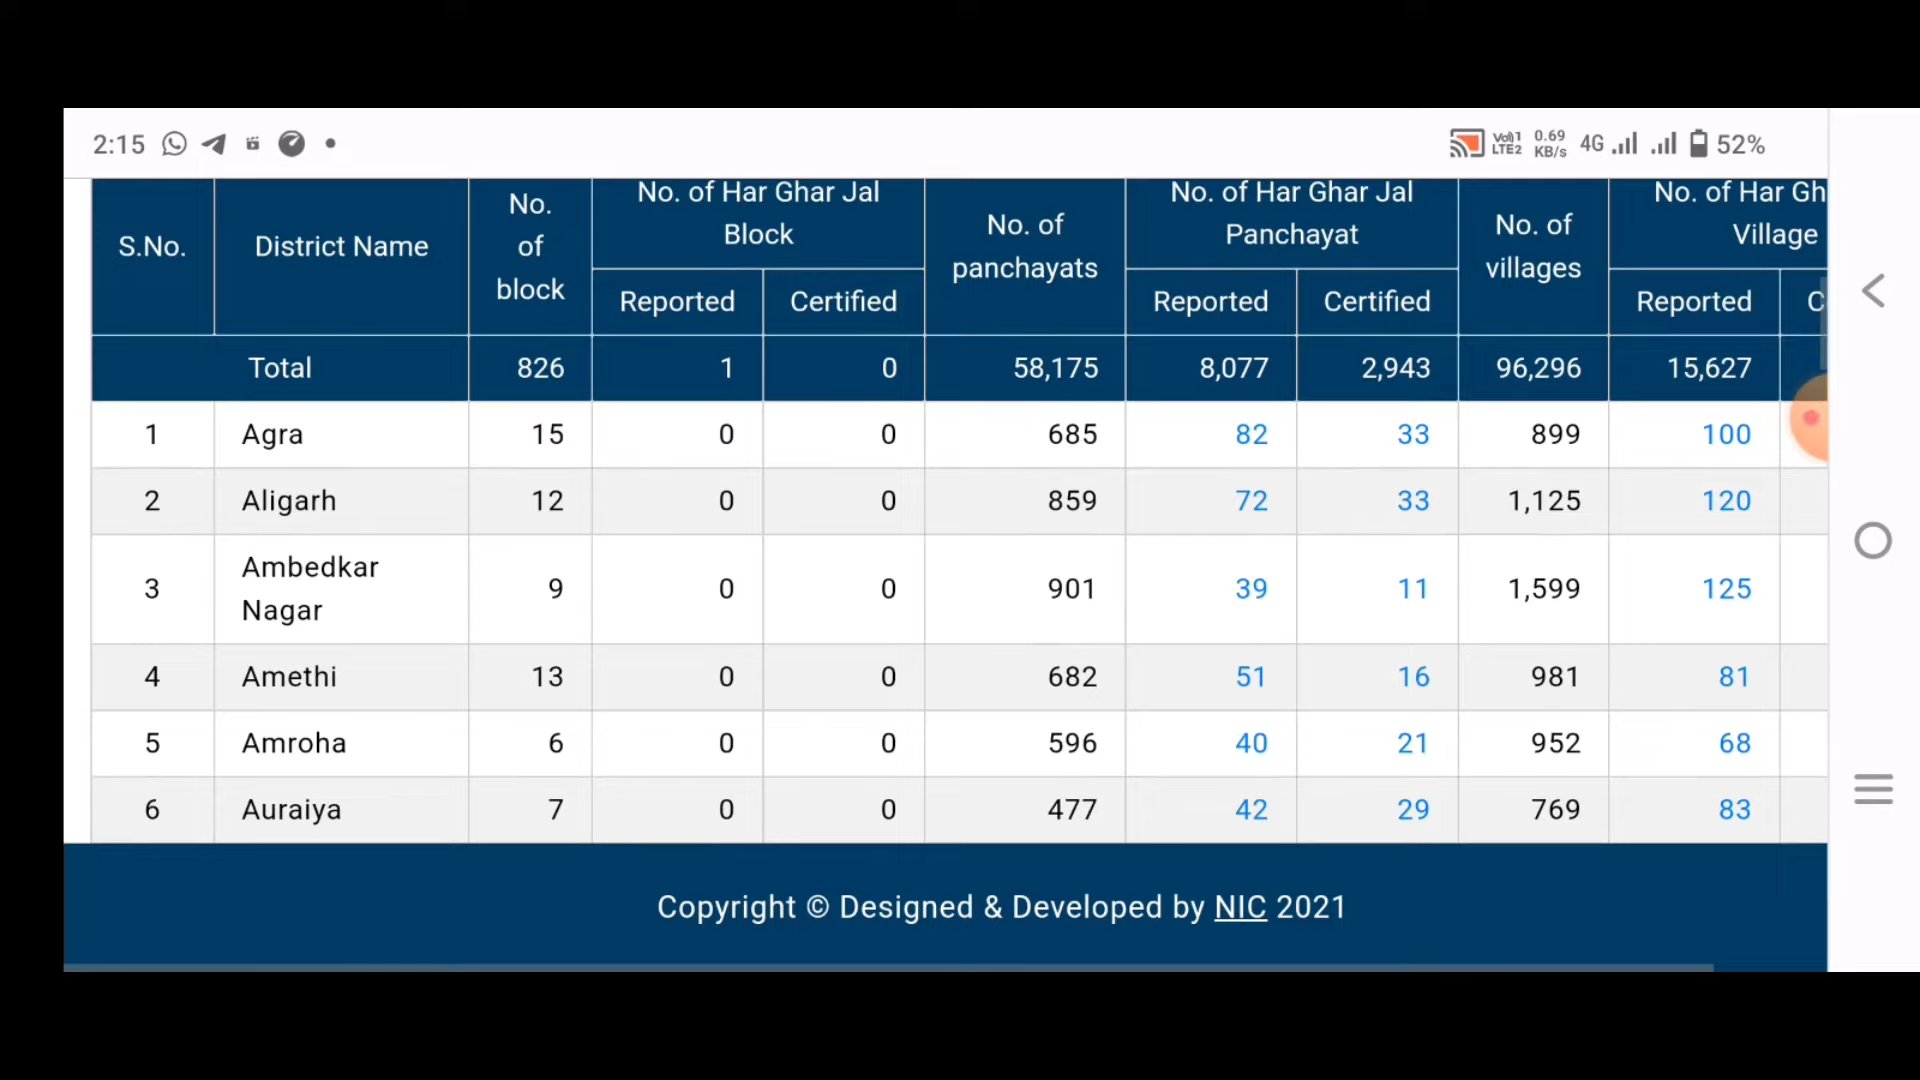 2:15 Vo)) 1 LTE2 0.69 KB/s 4G 52%
S.No. District Name No. of block No. of Har Ghar Jal Block No. of panchayats No. of Har Ghar Jal Panchayat No. of villages No. of Har Gh Village
Reported Certified Reported Certified Reported C
Total 826 1 0 58,175 8,077 2,943 96,296 15,627
1 Agra 15 0 0 685 82 33 899 100
2 Aligarh 12 0 0 859 72 33 1,125 120
3 Ambedkar Nagar 9 0 0 901 39 11 1,599 125
4 Amethi 13 0 0 682 51 16 981 81
5 Amroha 6 0 0 596 40 21 952 68
6 Auraiya 7 0 0 477 42 29 769 83
Copyright © Designed & Developed by NIC 2021